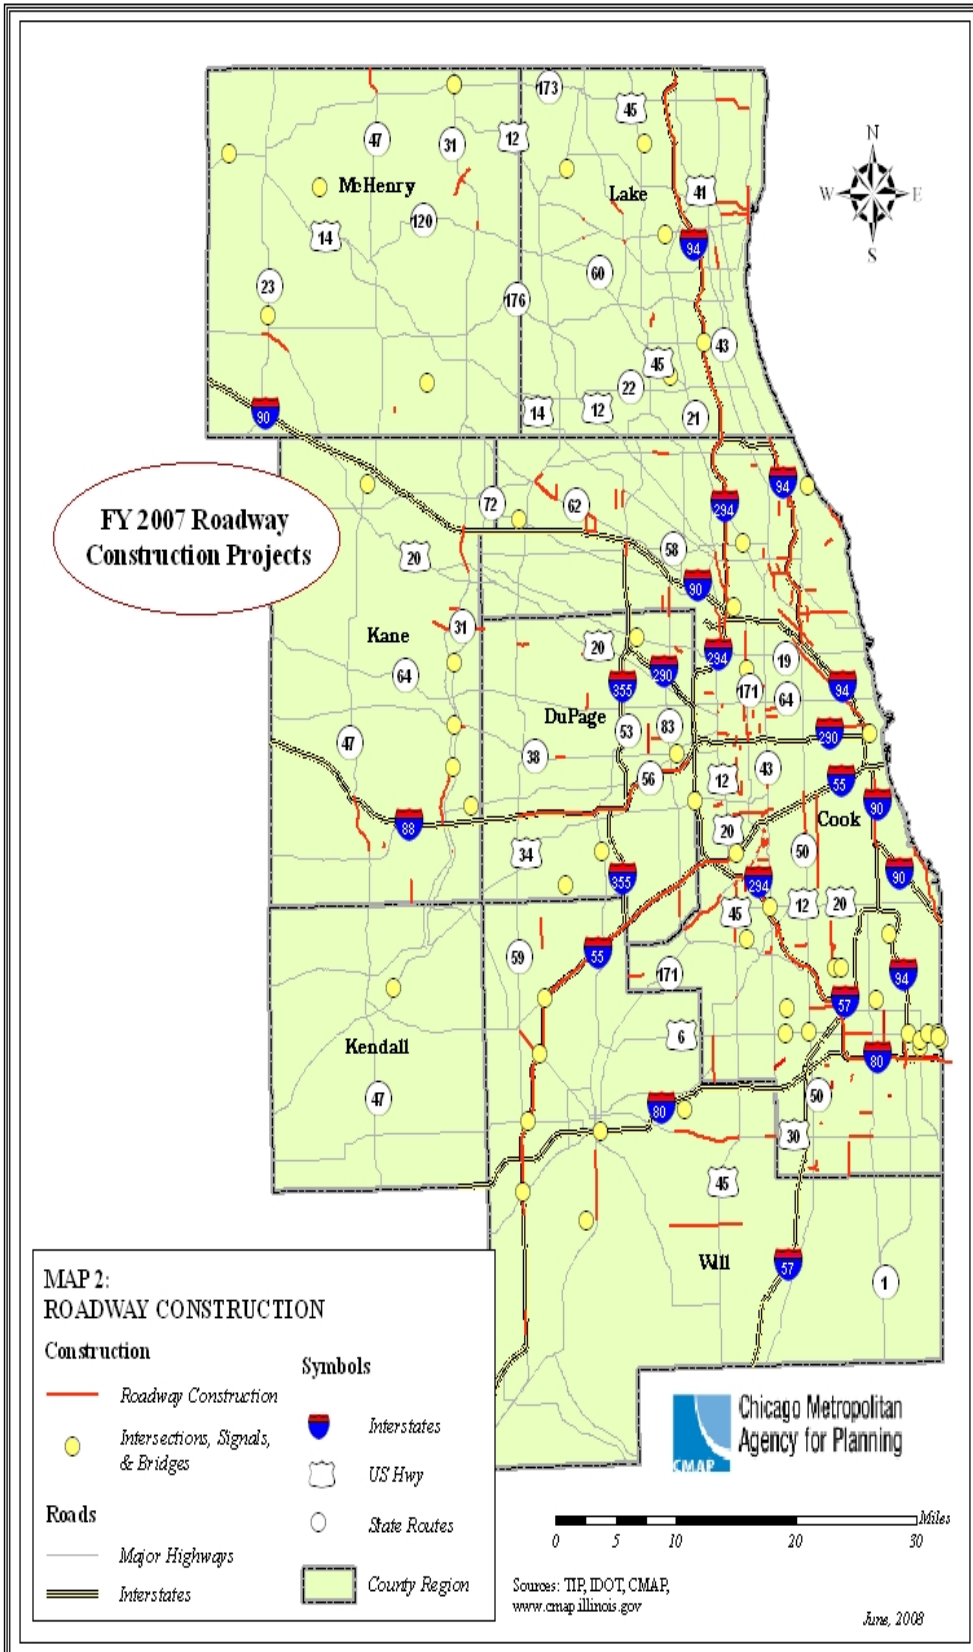 173
45
47
31
12
N
McHenry
Lake
41
W
E
120
14
S
94
60
23
176
43
45
22
14
12
21
90
94
72
62
294
FY 2007 Roadway
Construction Projects
58
20
90
31
Kane
20
19
294
290
64
355
171
64
94
47
DuPage
53
83
290
38
56
12
43
55
90
88
Cook
20
34
50
355
294
90
45
12
20
59
55
171
94
57
6
Kendall
80
47
80
50
30
45
Will
57
1
MAP 2:
ROADWAY CONSTRUCTION
Construction
Roadway Construction
Intersections, Signals,
& Bridges
Roads
Major Highways
Interstates
Symbols
Interstates
US Hwy
State Routes
County Region
Chicago Metropolitan
Agency for Planning
CMAP
Miles
0 5 10 20 30
Sources: TIP, IDOT, CMAP,
www.cmap.illinois.gov
June, 2008